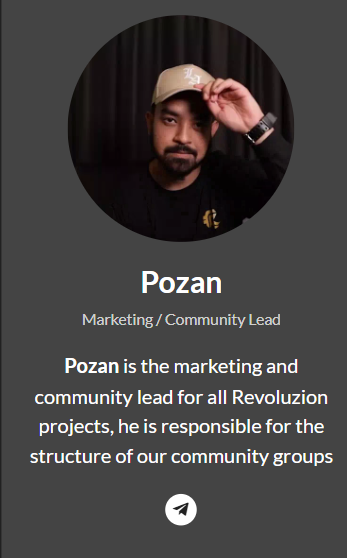 Pozan
Marketing / Community Lead
Pozan is the marketing and
community lead for all Revoluzion
projects, he is responsible for the
structure of our community groups